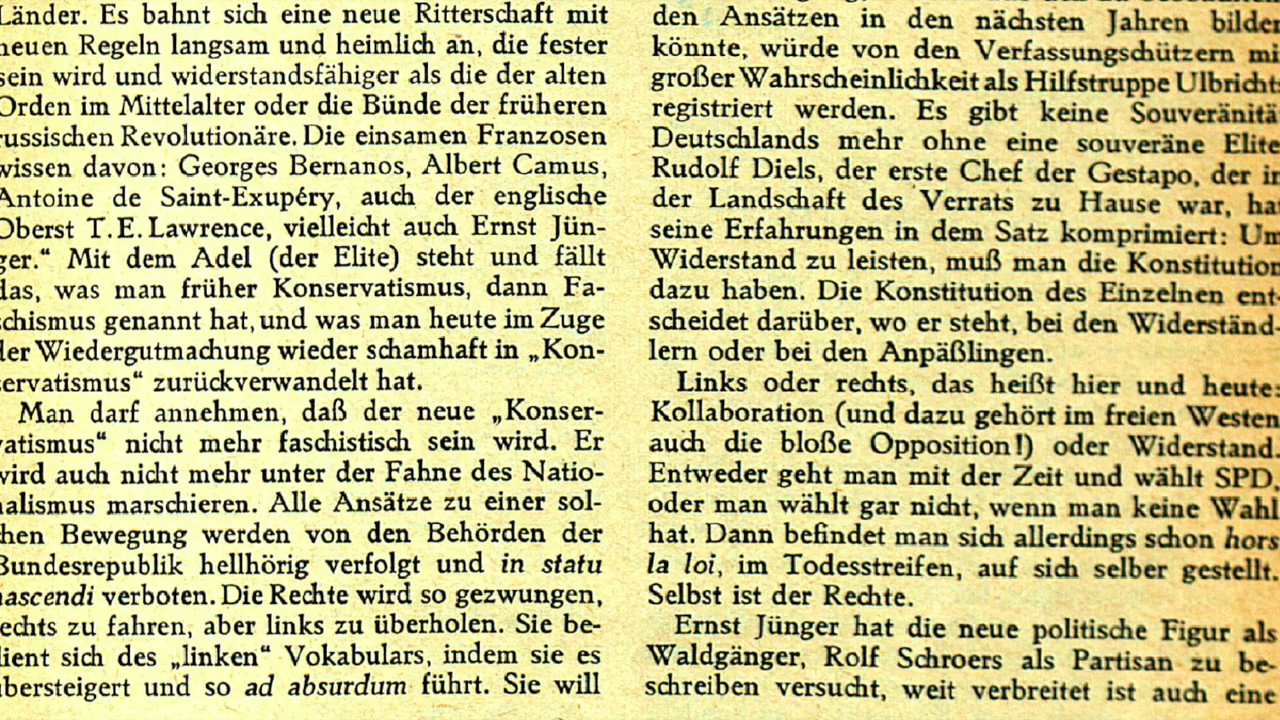 Länder. Es bahnt sich eine neue Ritterschaft mit
neuen Regeln langsam und heimlich an, die fester
sein wird und widerstandsfähiger als die der alten
Orden im Mittelalter oder die Bünde der früheren
russischen Revolutionäre. Die einsamen Franzosen
wissen davon: Georges Bernanos, Albert Camus,
Antoine de Saint-Exupéry, auch der englische
Oberst T. E. Lawrence, vielleicht auch Ernst Jün-
ger.“ Mit dem Adel (der Elite) steht und fällt
das, was man früher Konservatismus, dann Fa-
schismus genannt hat, und was man heute im Zuge
der Wiedergutmachung wieder schamhaft in „Kon-
servatismus“ zurückverwandelt hat.
Man darf annehmen, daß der neue „Konser-
vatismus“ nicht mehr faschistisch sein wird. Er
wird auch nicht mehr unter der Fahne des Natio-
nalismus marschieren. Alle Ansätze zu einer sol-
chen Bewegung werden von den Behörden der
Bundesrepublik hellhörig verfolgt und in statu
nascendi verboten. Die Rechte wird so gezwungen,
rechts zu fahren, aber links zu überholen. Sie be-
dient sich des „linken“ Vokabulars, indem sie es
übersteigert und so ad absurdum führt. Sie will
den Ansätzen in den nächsten Jahren bilden
könnte, würde von den Verfassungschützern mit
großer Wahrscheinlichkeit als Hilfstruppe Ulbrichts
registriert werden. Es gibt keine Souveränität
Deutschlands mehr ohne eine souveräne Elite.
Rudolf Diels, der erste Chef der Gestapo, der in
der Landschaft des Verrats zu Hause war, hat
seine Erfahrungen in dem Satz komprimiert: Um
Widerstand zu leisten, muß man die Konstitution
dazu haben. Die Konstitution des Einzelnen ent-
scheidet darüber, wo er steht, bei den Widerständ-
lern oder bei den Anpäßlingen.
Links oder rechts, das heißt hier und heute:
Kollaboration (und dazu gehört im freien Westen
auch die bloße Opposition!) oder Widerstand.
Entweder geht man mit der Zeit und wählt SPD,
oder man wählt gar nicht, wenn man keine Wahl
hat. Dann befindet man sich allerdings schon hors
la loi, im Todesstreifen, auf sich selber gestellt.
Selbst ist der Rechte.
Ernst Jünger hat die neue politische Figur als
Waldgänger, Rolf Schroers als Partisan zu be-
schreiben versucht, weit verbreitet ist auch eine